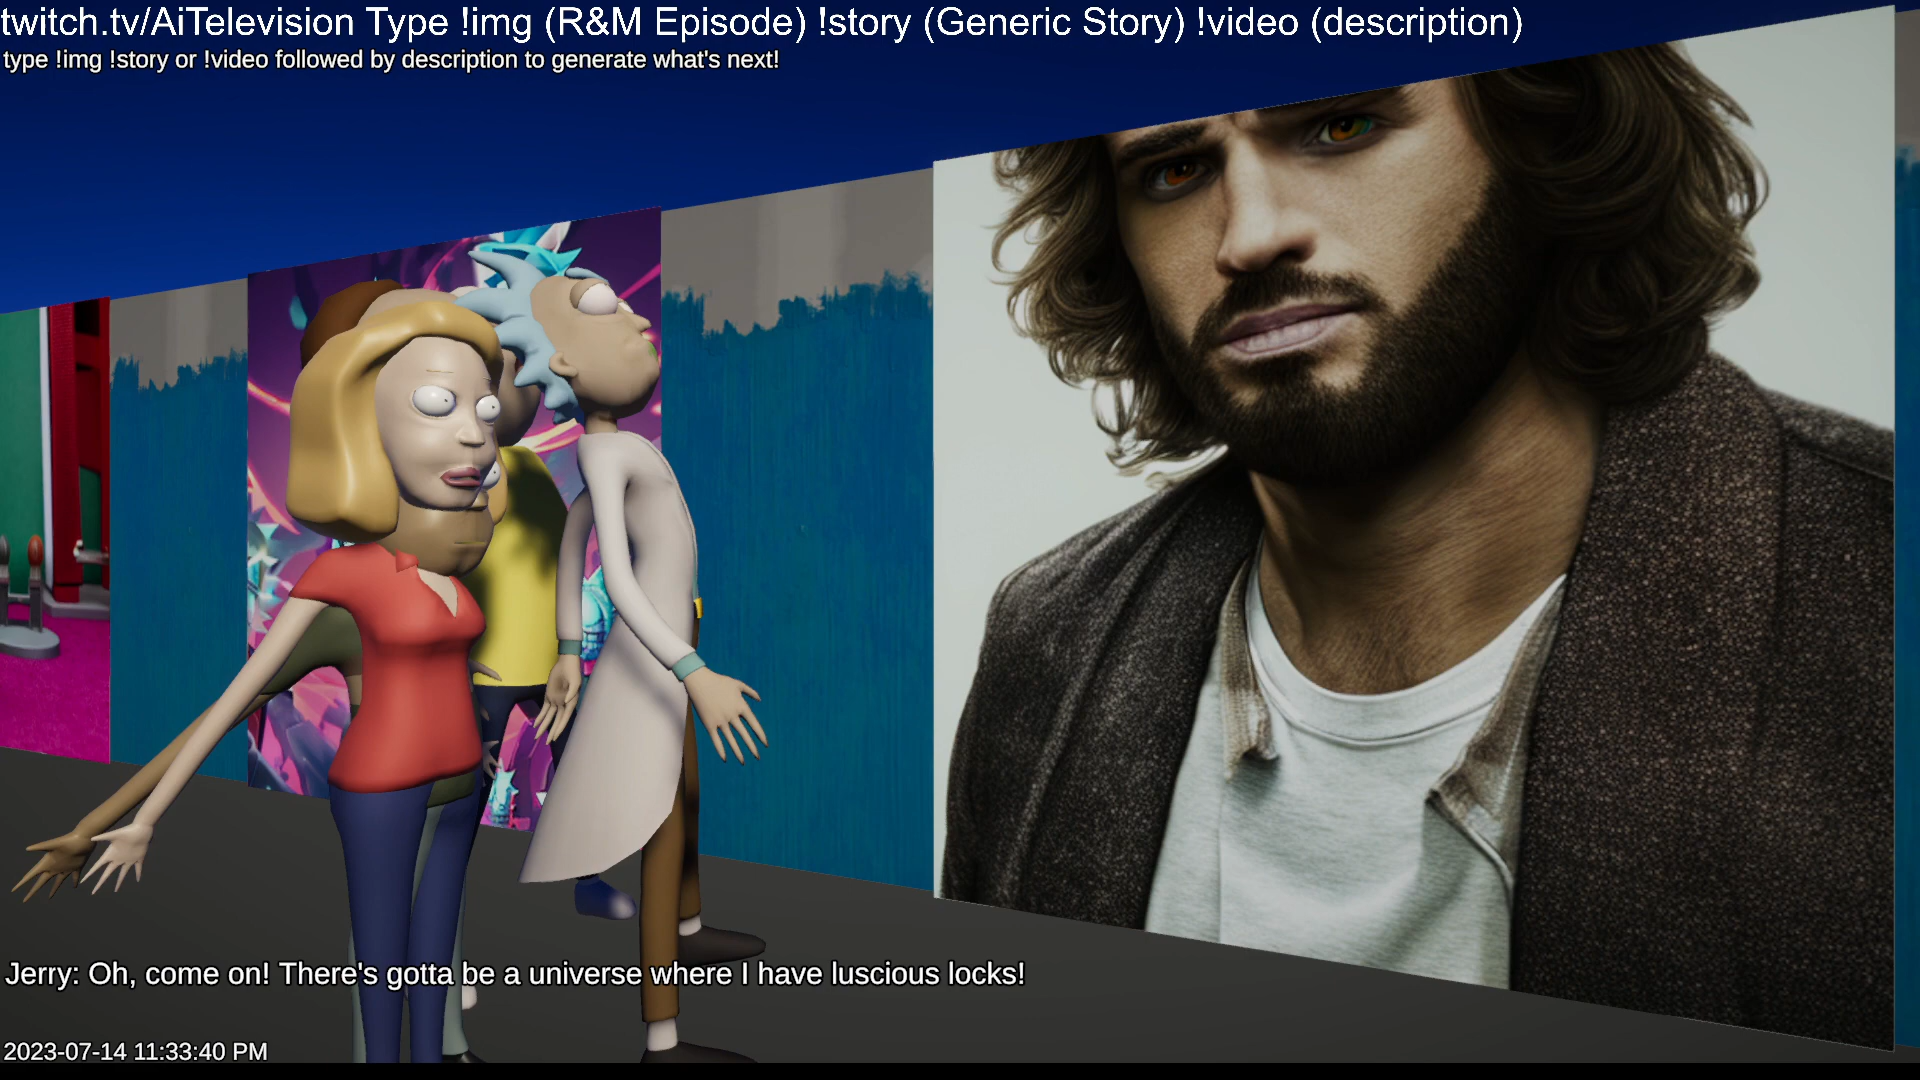 twitch.tv/AiTelevision Type !img (R&M Episode) !story (Generic Story) !video (description)
type !img !story or !video followed by description to generate what's next!
Jerry: Oh, come on! There's gotta be a universe where I have luscious locks!
2023-07-14 11:33:40 PM